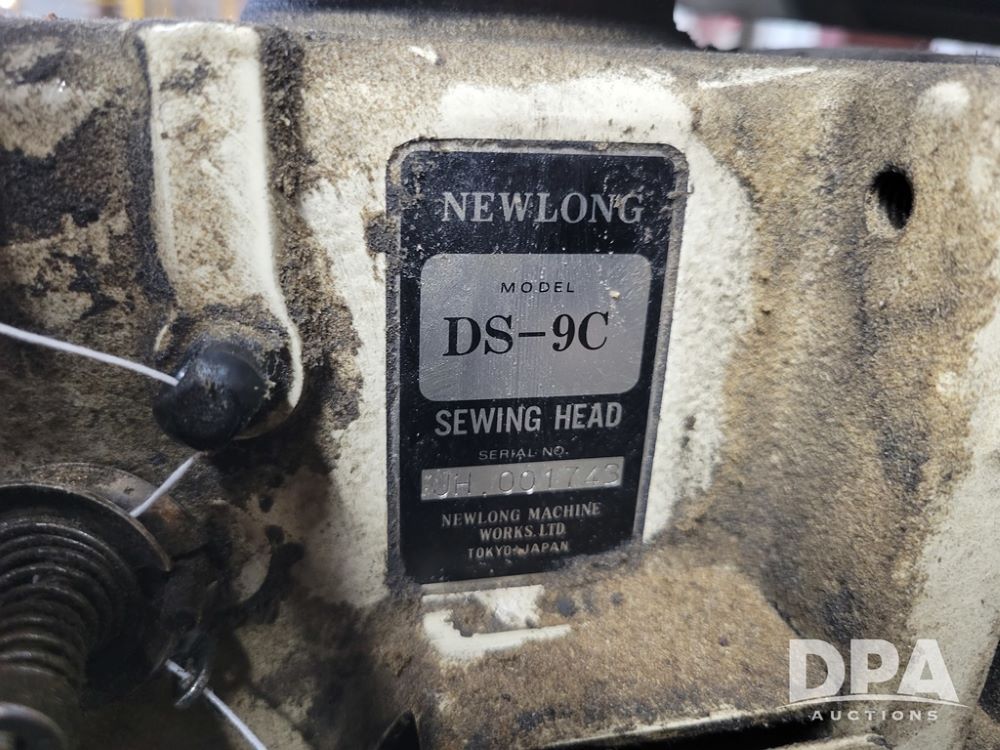 NEWLONG
MODEL
DS-9C
SEWING HEAD
SERIAL NO.
UH.001743
NEWLONG MACHINE
WORKS. LTD
TOKYO·JAPAN
DPA
AUCTIONS